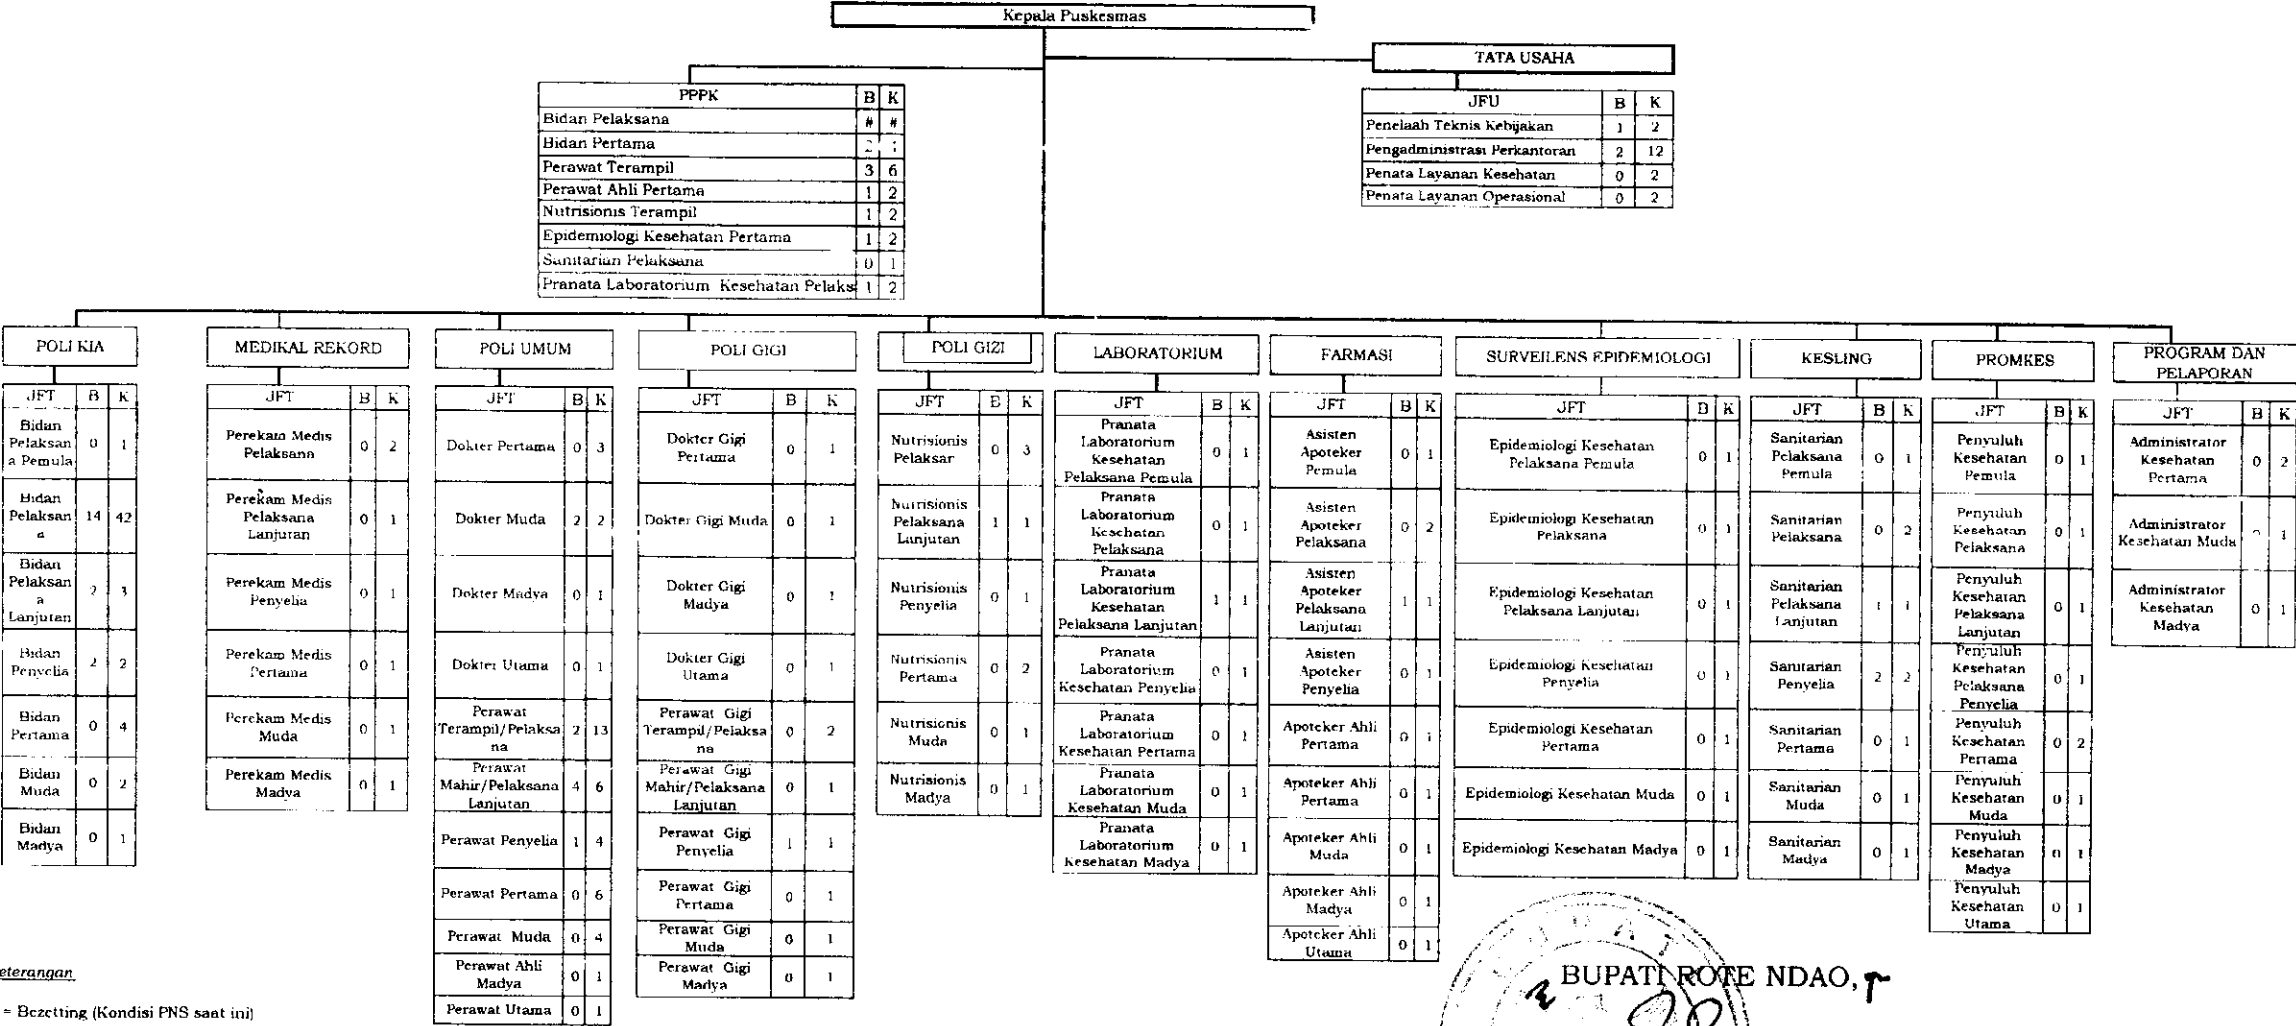 Kepala Puskesmas
TATA USAHA
PPPK B K
Bidan Pelaksana # #
Bidan Pertama
Perawat Terampil 3 6
Perawat Ahli Pertama 1 2
Nutrisionis Terampil 1 2
Epidemiologi Kesehatan Pertama 1 2
Sanitarian Pelaksana 0 1
Pranata Laboratorium Kesehatan Pelaks 1 2
JFU B K
Penelaah Teknis Kebijakan 1 2
Pengadministrasi Perkantoran 2 12
Penata Layanan Kesehatan 0 2
Penata Layanan Operasional 0 2
POLI KIA
JFT B K
Bidan
Pelaksan
a Pemula 0 1
Bidan
Pelaksan
a 14 42
Bidan
Pelaksan
a
Lanjutan 2 3
Bidan
Penyelia 2 2
Bidan
Pertama 0 4
Bidan
Muda 0 2
Bidan
Madya 0 1
MEDIKAL REKORD
JFT B K
Perekam Medis
Pelaksana 0 2
Perekam Medis
Pelaksana
Lanjutan 0 1
Perekam Medis
Penyelia 0 1
Perekam Medis
Pertama 0 1
Perekam Medis
Muda 0 1
Perekam Medis
Madya 0 1
POLI UMUM
JFT B K
Dokter Pertama 0 3
Dokter Muda 2 2
Dokter Madya 0 1
Dokter Utama 0 1
Perawat
Terampil/Pelaksa
na 2 13
Perawat
Mahir/Pelaksana
Lanjutan 4 6
Perawat Penyelia 1 4
Perawat Pertama 0 6
Perawat Muda 0 4
Perawat Ahli
Madya 0 1
Perawat Utama 0 1
POLI GIGI
JFT B K
Dokter Gigi
Pertama 0 1
Dokter Gigi Muda 0 1
Dokter Gigi
Madya 0 1
Dokter Gigi
Utama 0 1
Perawat Gigi
Terampil/Pelaksa
na 0 2
Perawat Gigi
Mahir/Pelaksana
Lanjutan 0 1
Perawat Gigi
Penyelia 1 1
Perawat Gigi
Pertama 0 1
Perawat Gigi
Muda 0 1
Perawat Gigi
Madya 0 1
POLI GIZI
JFT B K
Nutrisionis
Pelaksar 0 3
Nutrisionis
Pelaksana
Lanjutan 1 1
Nutrisionis
Penyelia 0 1
Nutrisionis
Pertama 0 2
Nutrisionis
Muda 0 1
Nutrisionis
Madya 0 1
LABORATORIUM
JFT B K
Pranata
Laboratorium
Kesehatan
Pelaksana Pemula 0 1
Pranata
Laboratorium
Kesehatan
Pelaksana 0 1
Pranata
Laboratorium
Kesehatan
Pelaksana Lanjutan 1 1
Pranata
Laboratorium
Kesehatan Penyelia 0 1
Pranata
Laboratorium
Kesehatan Pertama 0 1
Pranata
Laboratorium
Kesehatan Muda 0 1
Pranata
Laboratorium
Kesehatan Madya 0 1
FARMASI
JFT B K
Asisten
Apoteker
Pemula 0 1
Asisten
Apoteker
Pelaksana 0 2
Asisten
Apoteker
Pelaksana
Lanjutan 1 1
Asisten
Apoteker
Penyelia 0 1
Apoteker Ahli
Pertama 0 1
Apoteker Ahli
Pertama 0 1
Apoteker Ahli
Muda 0 1
Apoteker Ahli
Madya 0 1
Apoteker Ahli
Utama 0 1
SURVEILENS EPIDEMIOLOGI
JFT B K
Epidemiologi Kesehatan
Pelaksana Pemula 0 1
Epidemiologi Kesehatan
Pelaksana 0 1
Epidemiologi Kesehatan
Pelaksana Lanjutan 0 1
Epidemiologi Kesehatan
Penyelia 0 1
Epidemiologi Kesehatan
Pertama 0 1
Epidemiologi Kesehatan Muda 0 1
Epidemiologi Kesehatan Madya 0 1
KESLING
JFT B K
Sanitarian
Pelaksana
Pemula 0 1
Sanitarian
Pelaksana 0 2
Sanitarian
Pelaksana
Lanjutan 1 1
Sanitarian
Penyelia 2 2
Sanitarian
Pertama 0 1
Sanitarian
Muda 0 1
Sanitarian
Madya 0 1
PROMKES
JFT B K
Penyuluh
Kesehatan
Pemula 0 1
Penyuluh
Kesehatan
Pelaksana 0 1
Penyuluh
Kesehatan
Pelaksana
Lanjutan 0 1
Penyuluh
Kesehatan
Pelaksana
Penyelia 0 1
Penyuluh
Kesehatan
Pertama 0 2
Penyuluh
Kesehatan
Muda 0 1
Penyuluh
Kesehatan
Madya 0 1
Penyuluh
Kesehatan
Utama 0 1
PROGRAM DAN
PELAPORAN
JFT B K
Administrator
Kesehatan
Pertama 0 2
Administrator
Kesehatan Muda 1
Administrator
Kesehatan
Madya 0 1
eterangan
= Bezetting (Kondisi PNS saat ini)
BUPATI ROTE NDAO,